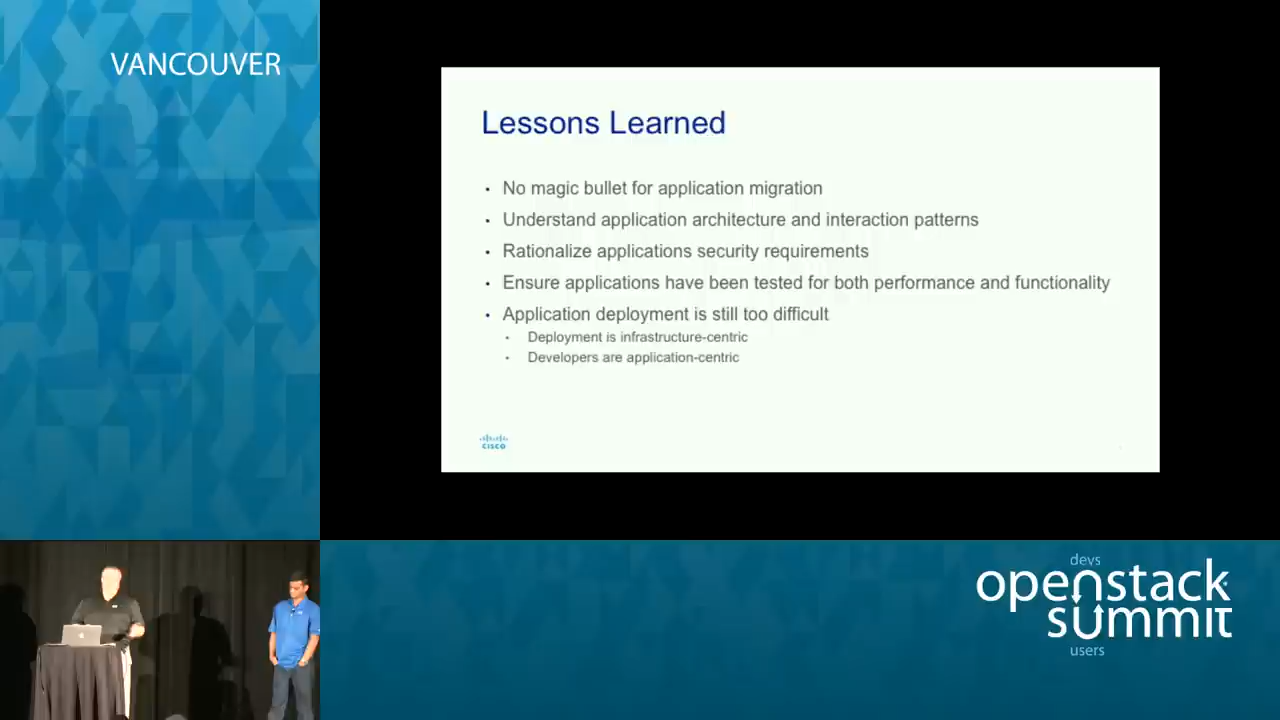 VANCOUVER
Lessons Learned
• No magic bullet for application migration
• Understand application architecture and interaction patterns
• Rationalize applications security requirements
• Ensure applications have been tested for both performance and functionality
• Application deployment is still too difficult
• Deployment is infrastructure-centric
• Developers are application-centric
CISCO
devs
openstack
summit
users